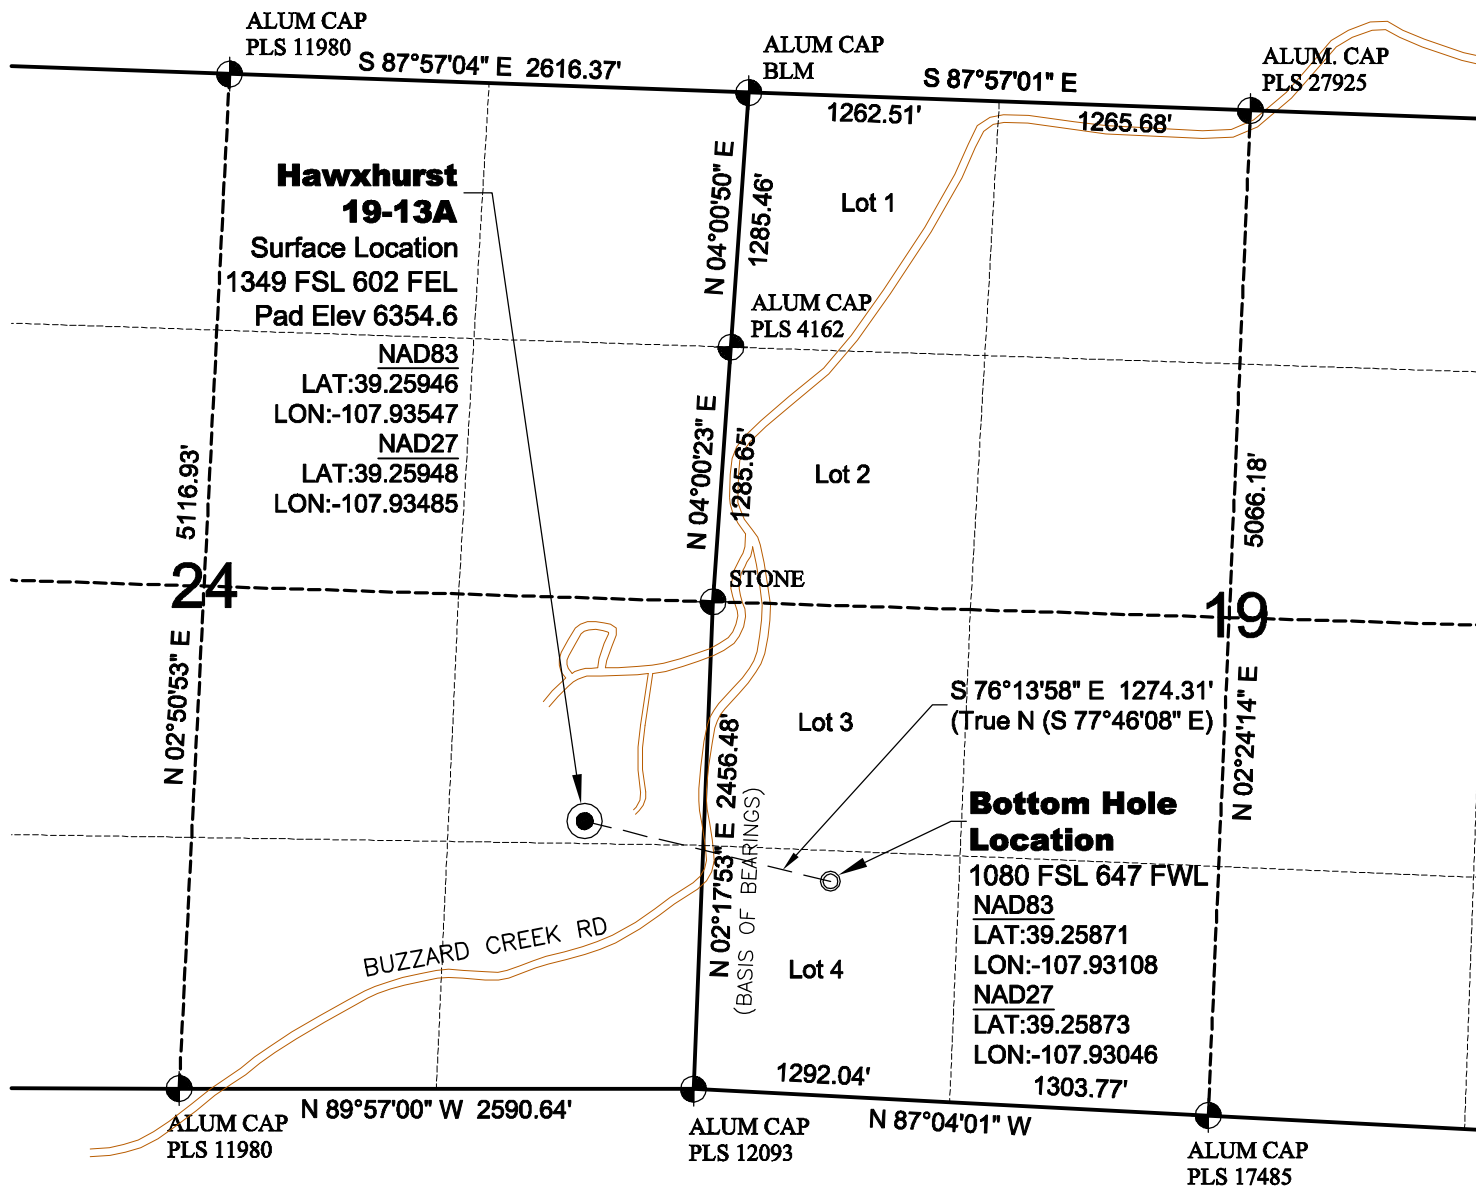 ALUM CAP
PLS 11980
S 87°57'04" E 2616.37'
ALUM CAP
BLM
S 87°57'01" E
ALUM. CAP
PLS 27925
1262.51'
1265.68'
Hawxhurst
19-13A
Surface Location
1349 FSL 602 FEL
Pad Elev 6354.6
NAD83
LAT:39.25946
LON:-107.93547
NAD27
LAT:39.25948
LON:-107.93485
N 04°00'50" E
1285.46'
Lot 1
ALUM CAP
PLS 4162
N 04°00'23" E
1285.65'
Lot 2
5116.93'
5066.18'
24
STONE
19
N 02°50'53" E
N 02°24'14" E
S 76°13'58" E 1274.31'
(True N (S 77°46'08" E)
Lot 3
N 02°17'53" E 2456.48'
(BASIS OF BEARINGS)
Bottom Hole
Location
1080 FSL 647 FWL
NAD83
LAT:39.25871
LON:-107.93108
NAD27
LAT:39.25873
LON:-107.93046
BUZZARD CREEK RD
Lot 4
1292.04'
1303.77'
N 89°57'00" W 2590.64'
N 87°04'01" W
ALUM CAP
PLS 11980
ALUM CAP
PLS 12093
ALUM CAP
PLS 17485